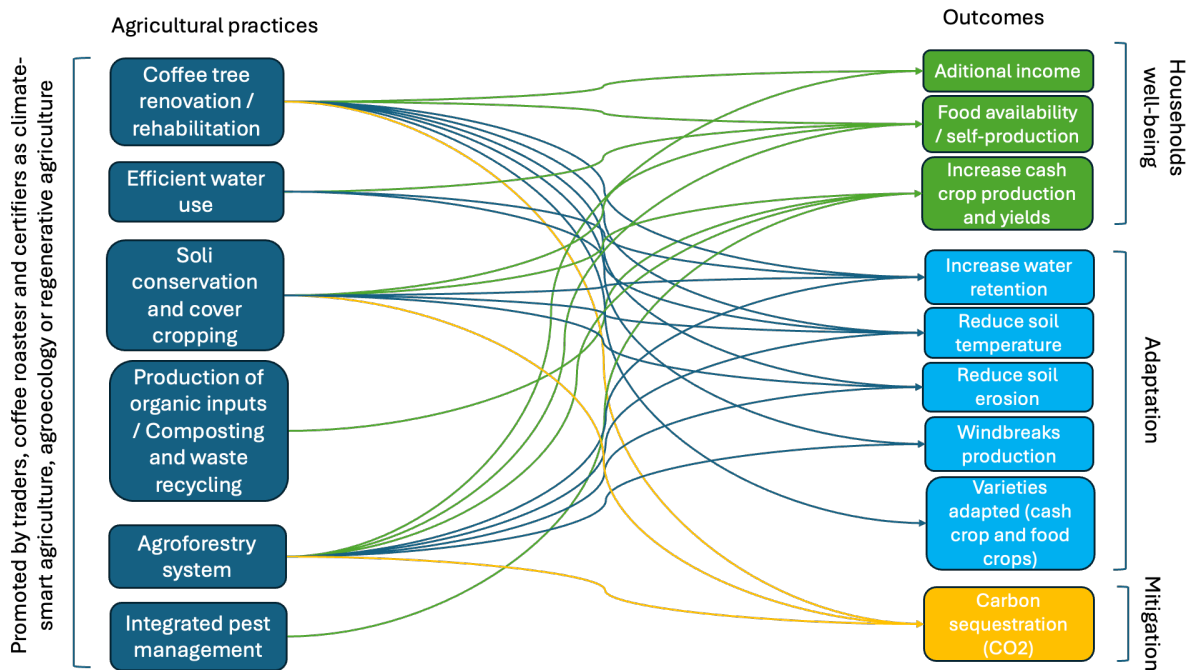 Promoted by traders, coffee roastesr and certifiers as climate-
smart agriculture, agroecology or regenerative agriculture
Agricultural practices
Coffee tree
renovation /
rehabilitation
Efficient water
use
Soli
conservation
and cover
cropping
Production of
organic inputs
/ Composting
and waste
recycling
Agroforestry
system
Integrated pest
management
Outcomes
Aditional income
Food availability
/ self-production
Increase cash
crop production
and yields
Increase water
retention
Reduce soil
temperature
Reduce soil
erosion
Windbreaks
production
Varieties
adapted (cash
crop and food
crops)
Carbon
sequestration
(CO2)
Households
well-being
Adaptation
Mitigation